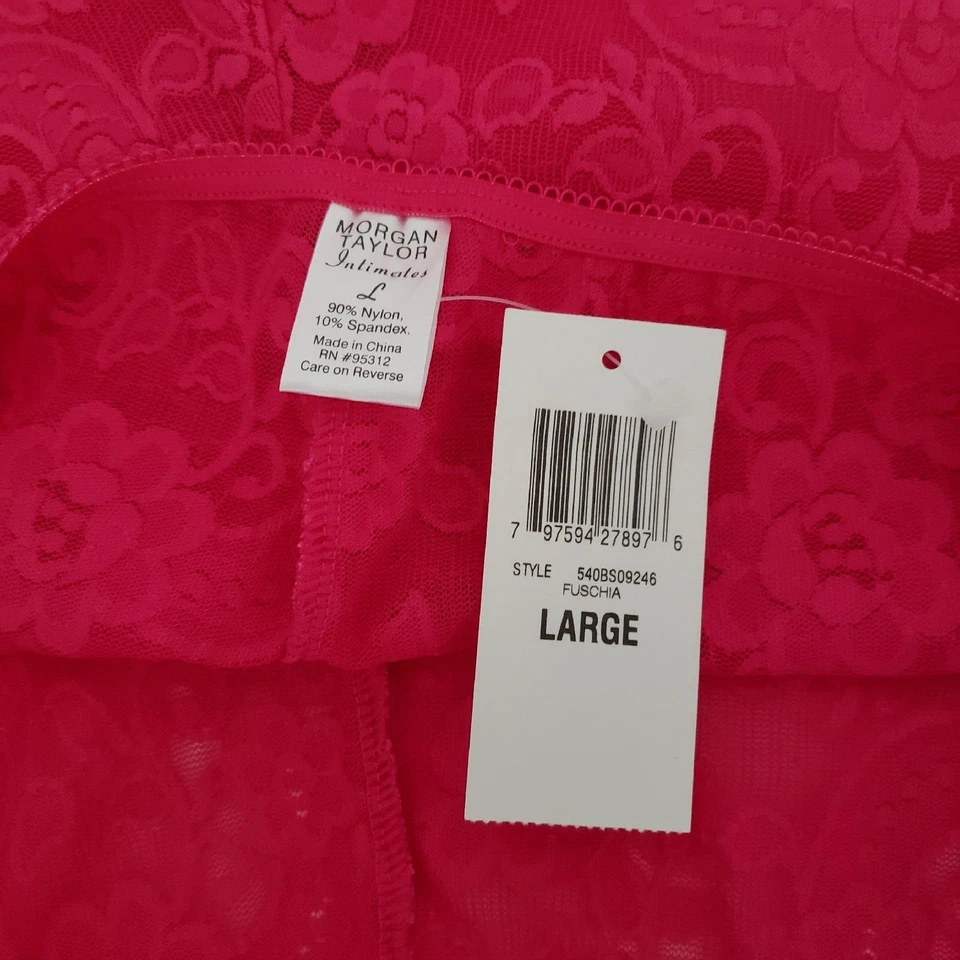 MORGAN
TAYLOR
Intimates
L
90% Nylon,
10% Spandex.
Made in China
RN #95312
Care on Reverse
7 97594 27897 6
STYLE 540BS09246
FUSCHIA
LARGE